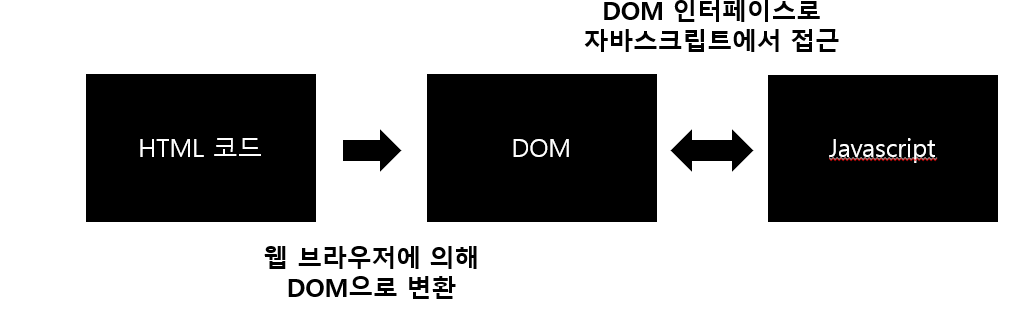 DOM 인터페이스로
자바스크립트에서 접근
HTML 코드
DOM
Javascript
웹 브라우저에 의해
DOM으로 변환